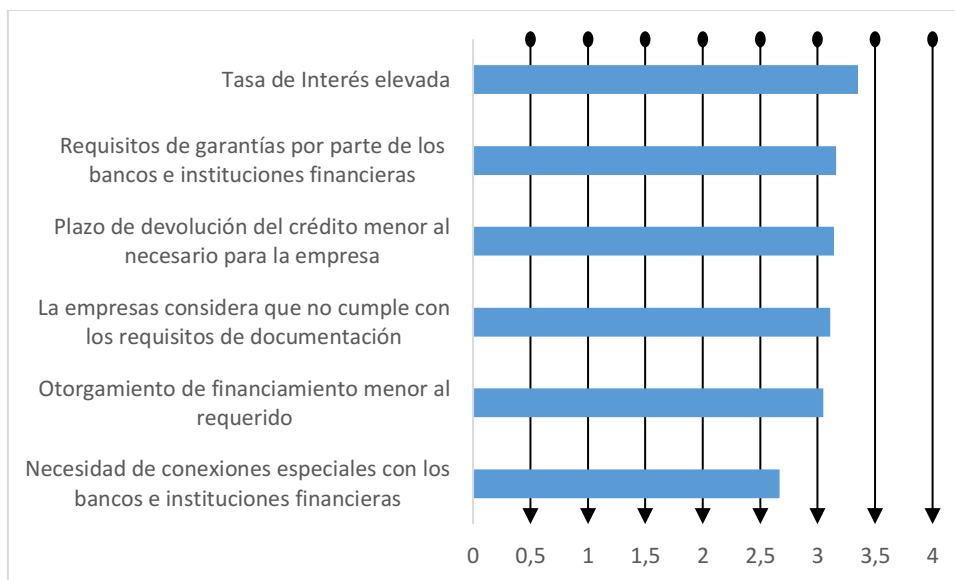 Tasa de Interés elevada
Requisitos de garantías por parte de los
bancos e instituciones financieras
Plazo de devolución del crédito menor al
necesario para la empresa
La empresas considera que no cumple con
los requisitos de documentación
Otorgamiento de financiamiento menor al
requerido
Necesidad de conexiones especiales con los
bancos e instituciones financieras
0 0,5 1 1,5 2 2,5 3 3,5 4